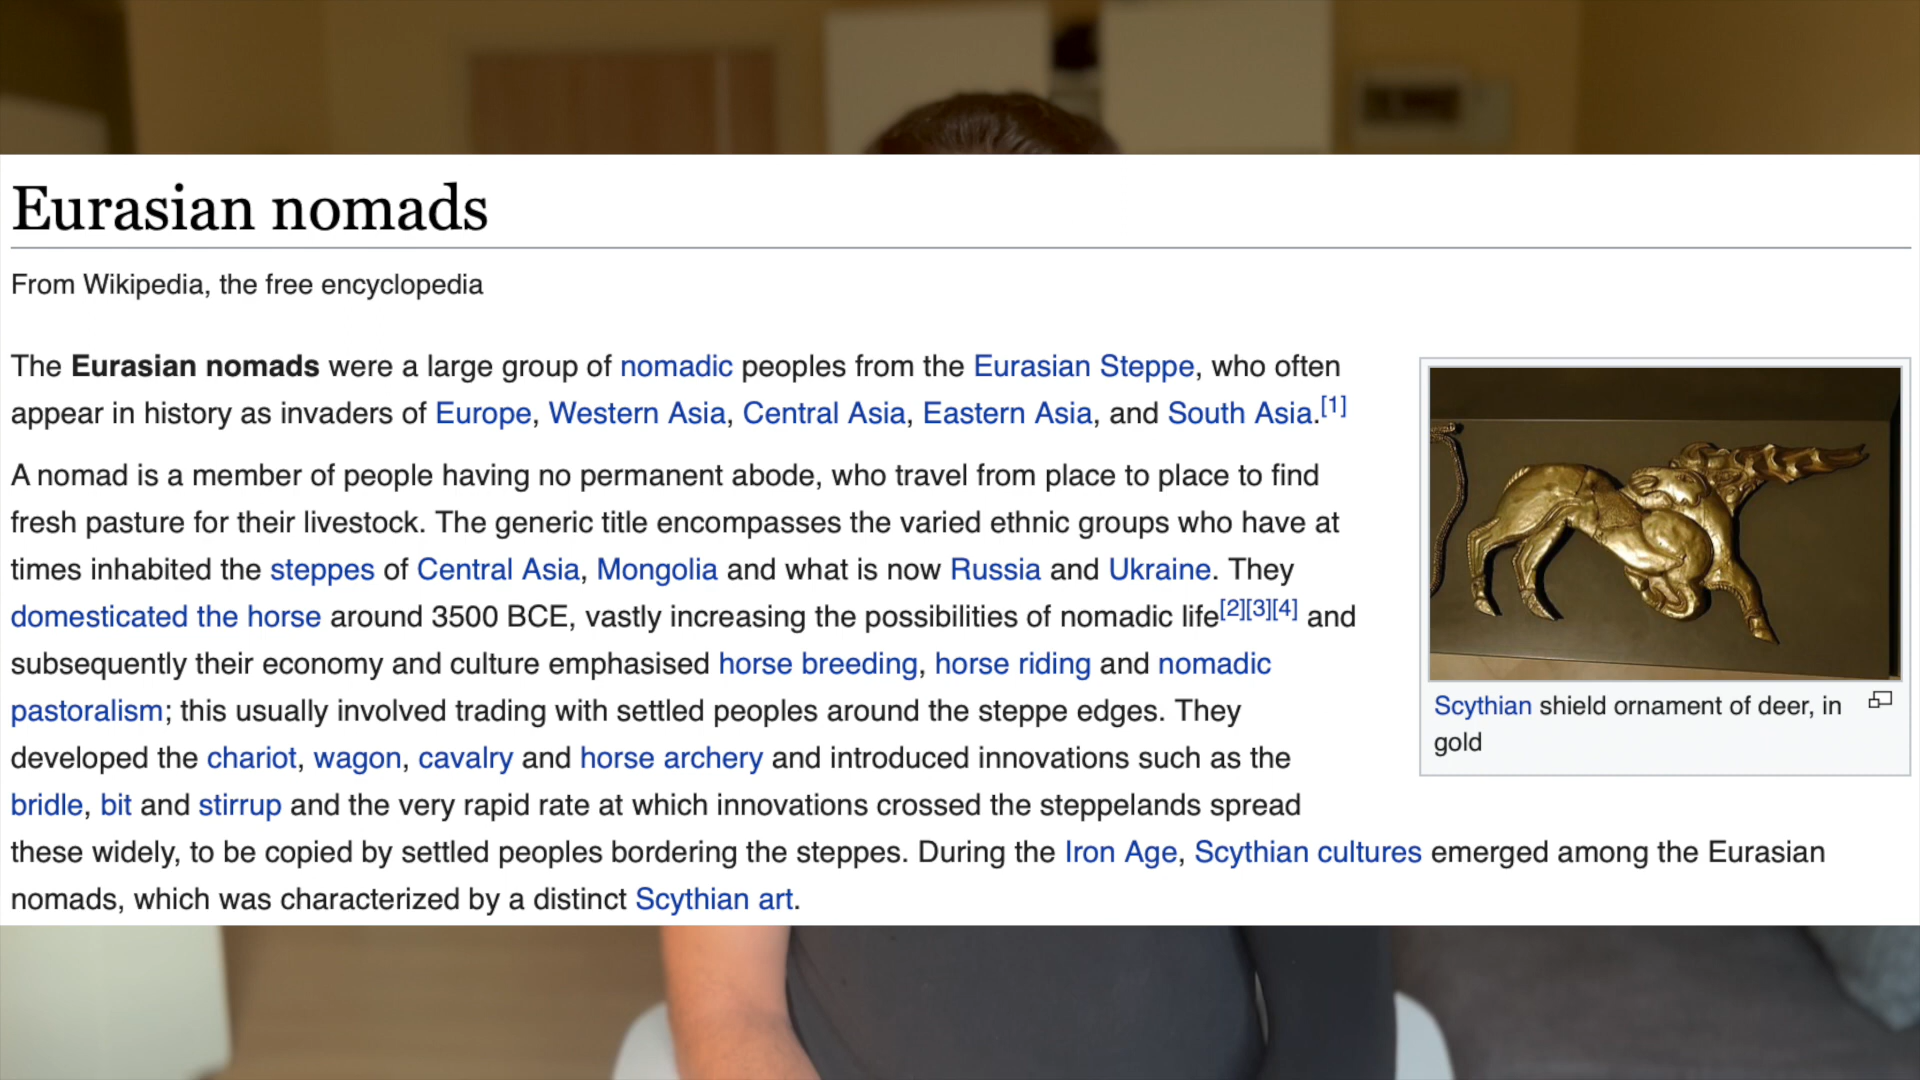 Eurasian nomads
From Wikipedia, the free encyclopedia
The Eurasian nomads were a large group of nomadic peoples from the Eurasian Steppe, who often
appear in history as invaders of Europe, Western Asia, Central Asia, Eastern Asia, and South Asia.[1]
A nomad is a member of people having no permanent abode, who travel from place to place to find
fresh pasture for their livestock. The generic title encompasses the varied ethnic groups who have at
times inhabited the steppes of Central Asia, Mongolia and what is now Russia and Ukraine. They
domesticated the horse around 3500 BCE, vastly increasing the possibilities of nomadic life[2][3][4] and
subsequently their economy and culture emphasised horse breeding, horse riding and nomadic
pastoralism; this usually involved trading with settled peoples around the steppe edges. They
developed the chariot, wagon, cavalry and horse archery and introduced innovations such as the
bridle, bit and stirrup and the very rapid rate at which innovations crossed the steppelands spread
these widely, to be copied by settled peoples bordering the steppes. During the Iron Age, Scythian cultures emerged among the Eurasian
nomads, which was characterized by a distinct Scythian art.
Scythian shield ornament of deer, in
gold